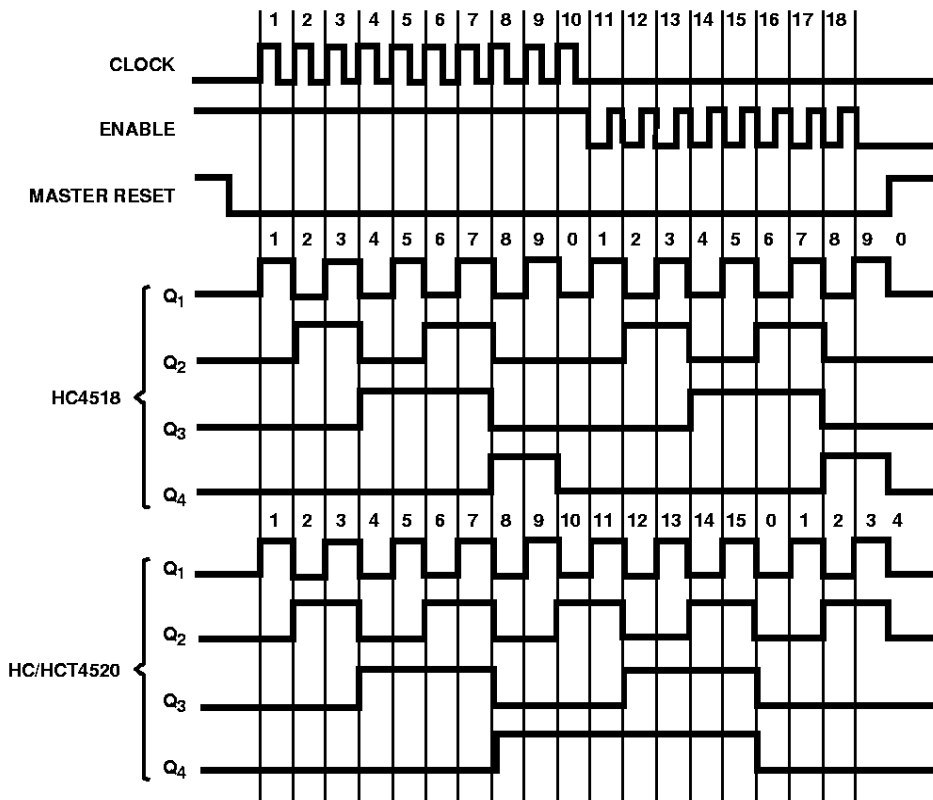 1 2 3 4 5 6 7 8 9 10 11 12 13 14 15 16 17 18
CLOCK
ENABLE
MASTER RESET
1 2 3 4 5 6 7 8 9 0 1 2 3 4 5 6 7 8 9 0
Q1
Q2
HC4518
Q3
Q4
1 2 3 4 5 6 7 8 9 10 11 12 13 14 15 0 1 2 3 4
Q1
Q2
HC/HCT4520
Q3
Q4